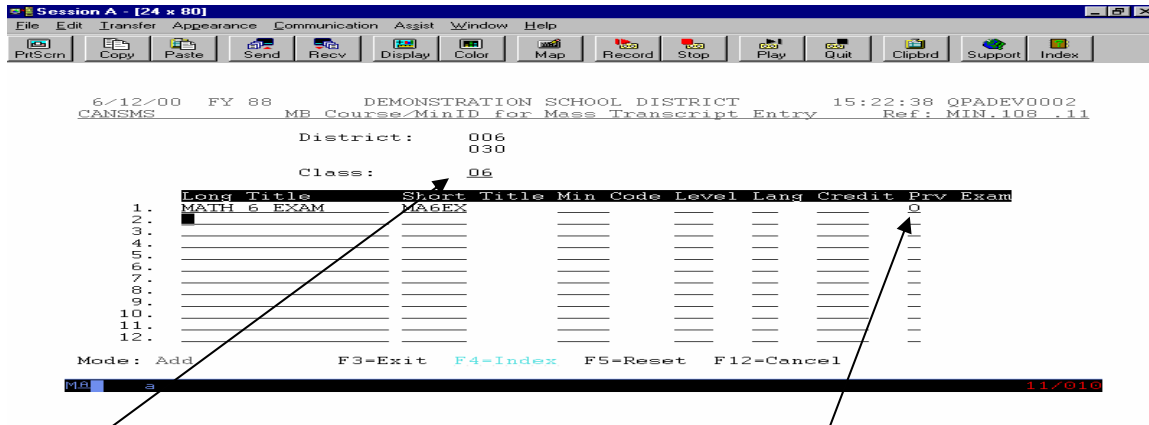 Session A - [24 x 80]
File Edit Transfer Appearance Communication Assist Window Help
PrtScrn Copy Paste Send Recv Display Color Map Record Stop Play Quit Clipbrd Support Index
6/12/00 FY 88 DEMONSTRATION SCHOOL DISTRICT 15:22:38 QPADEV0002
CANSMS MB Course/MinID for Mass Transcript Entry Ref: MIN.108 .11
District: 006
030
Class: 06
Long Title Short Title Min Code Level Lang Credit Prv Exam
1. MATH 6 EXAM MA6EX O
2.
3.
4.
5.
6.
7.
8.
9.
10.
11.
12.
Mode: Add F3=Exit F4=Index F5=Reset F12=Cancel
MA a 11/010